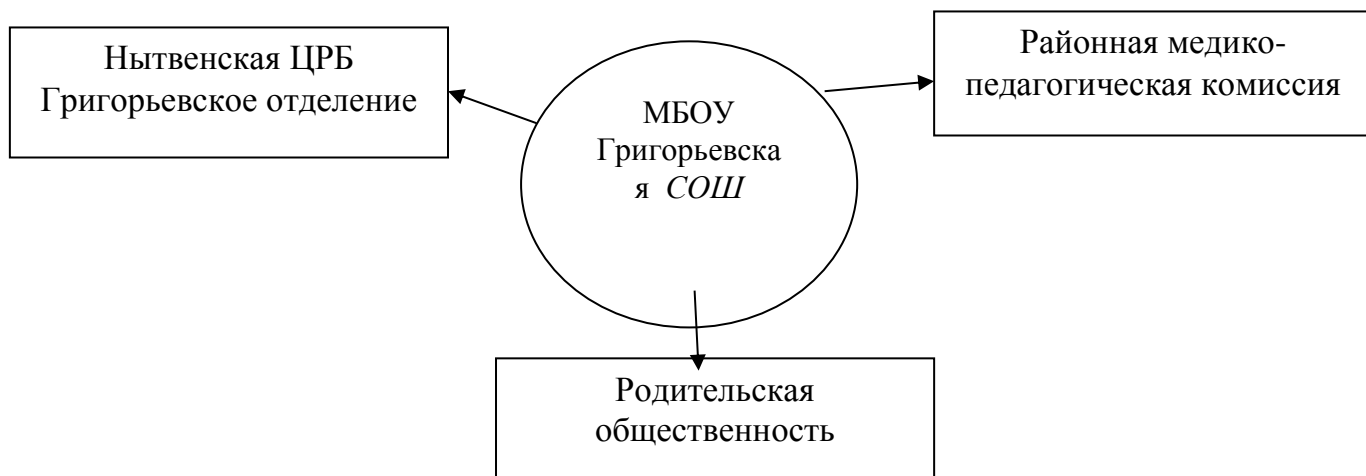 Нытвенская ЦРБ
Григорьевское отделение
МБОУ
Григорьевска
я СОШ
Районная медико-
педагогическая комиссия
Родительская
общественность